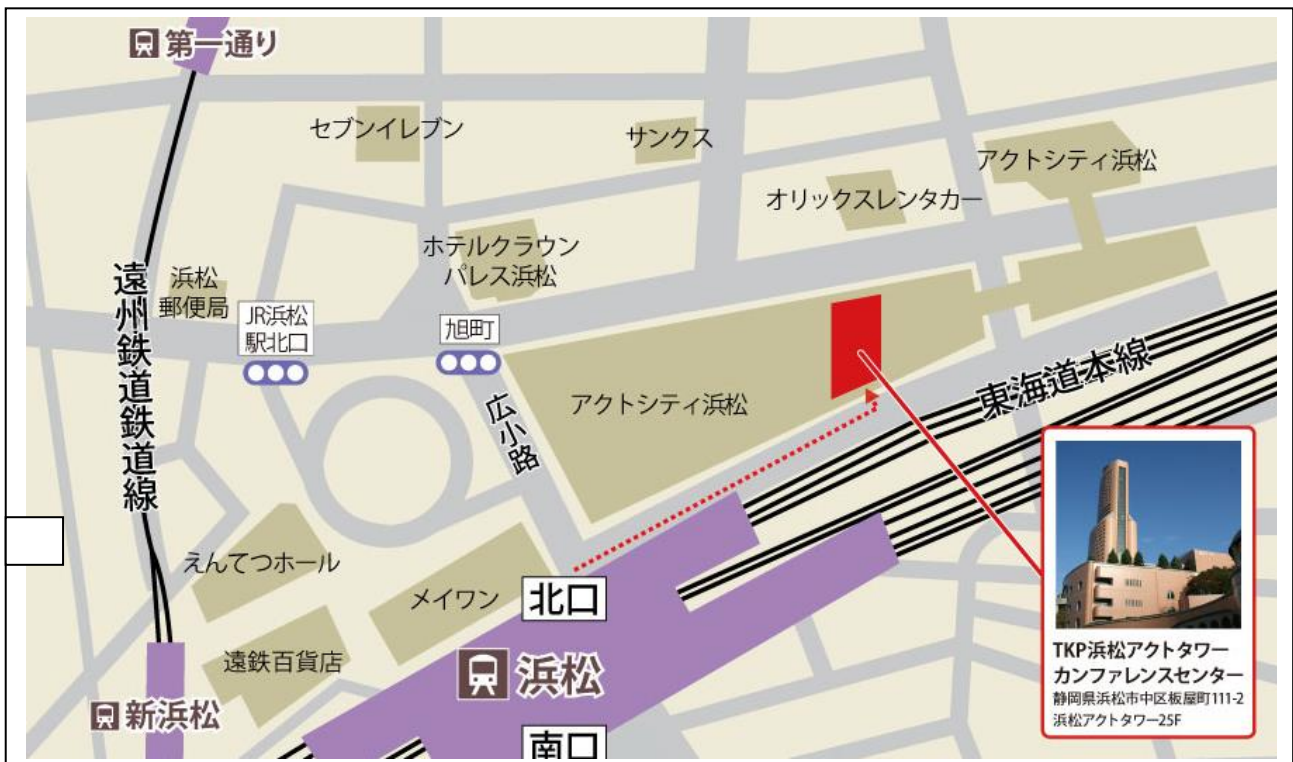 第一通り
セブンイレブン
サンクス
アクトシティ浜松
オリックスレンタカー
ホテルクラウン
パレス浜松
浜松
郵便局
遠州鉄道鉄道線
JR浜松
駅北口
旭町
広小路
アクトシティ浜松
東海道本線
えんてつホール
メイワン
北口
遠鉄百貨店
浜松
新浜松
南口
TKP浜松アクトタワー
カンファレンスセンター
静岡県浜松市中区板屋町111-2
浜松アクトタワー25F